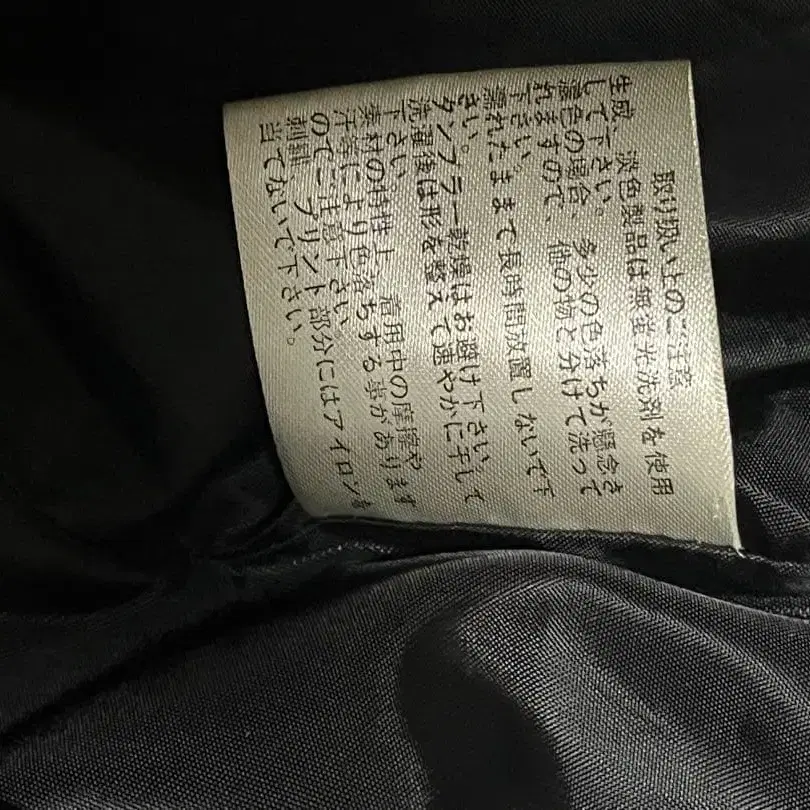 取り扱い上のご注意
生成、淡色製品は無蛍光洗剤を使用
して下さい。
濃色の場合、多少の色落ちが懸念さ
れますので、他の物と分けて洗って
下さい。
濡れたままで長時間放置しないで下
さい。
タンブラー乾燥はお避け下さい。
洗濯後は形を整えて速やかに干して
下さい。
素材の特性上、着用中の摩擦や
汗等により色落ちする事があります
のでご注意下さい。
刺繍、プリント部分にはアイロンを
当てないで下さい。